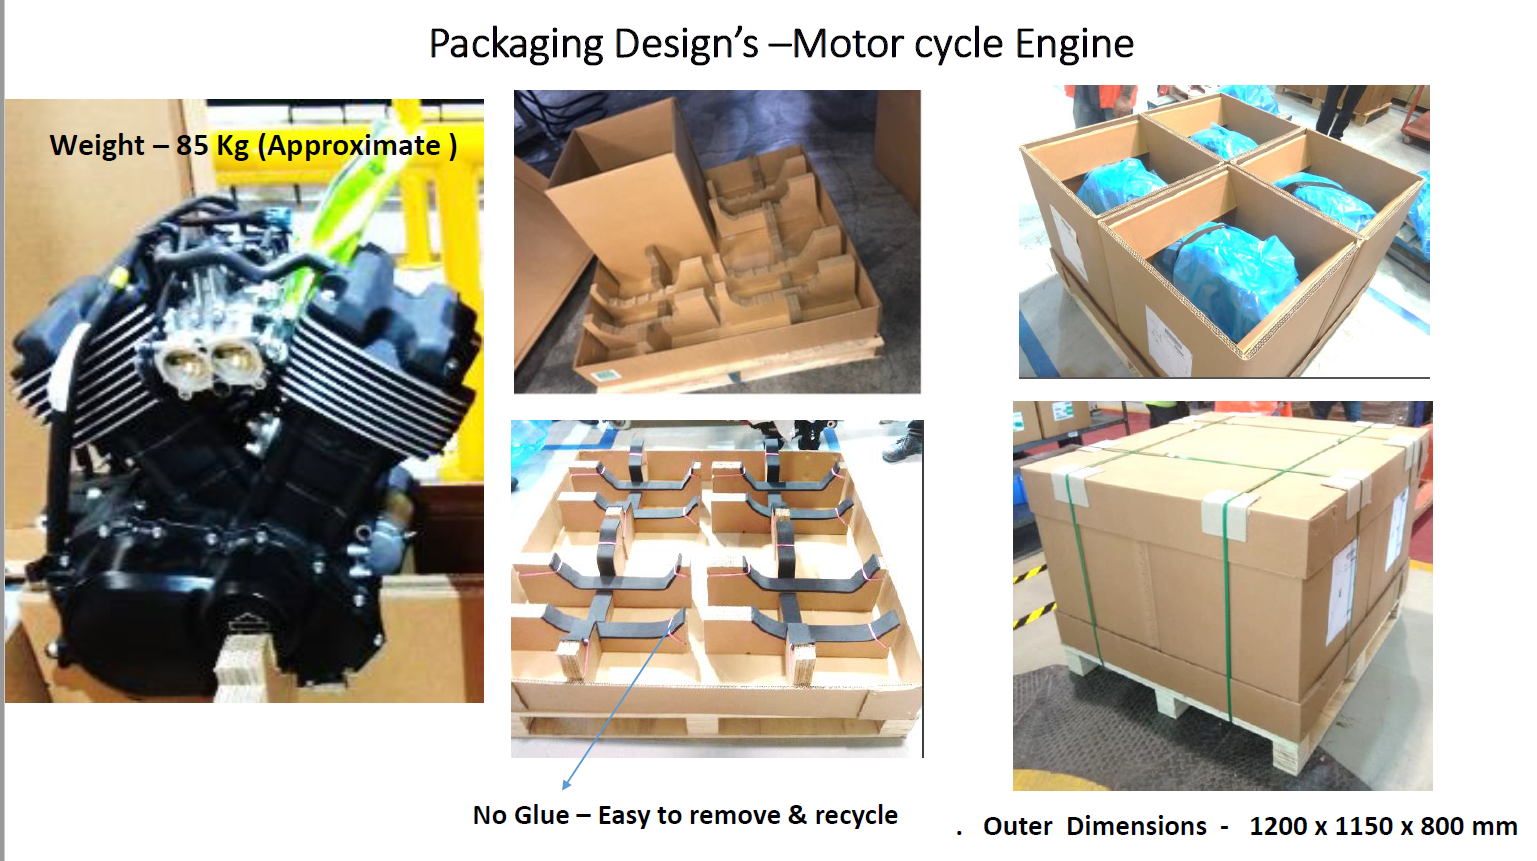 Packaging Design’s –Motor cycle Engine
Weight – 85 Kg (Approximate )
No Glue – Easy to remove & recycle
. Outer Dimensions - 1200 x 1150 x 800 mm